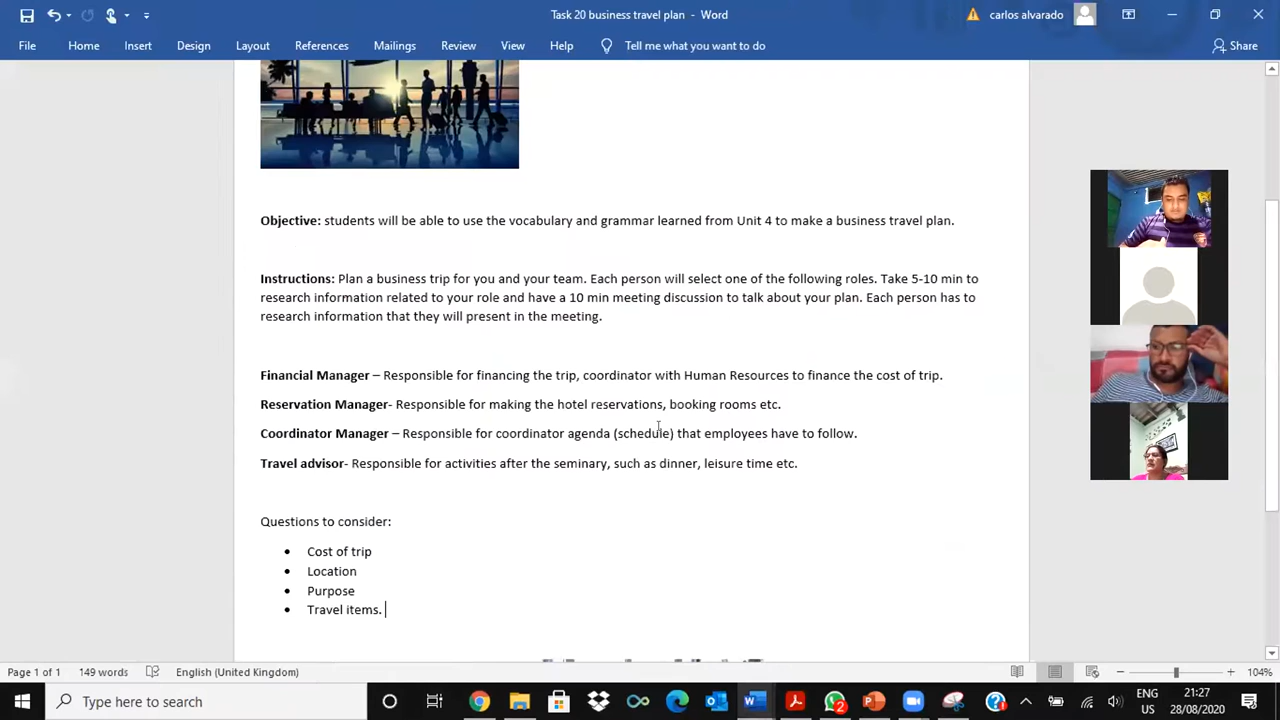 Task 20 business travel plan - Word
carlos alvarado
File Home Insert Design Layout References Mailings Review View Help Tell me what you want to do Share
Objective: students will be able to use the vocabulary and grammar learned from Unit 4 to make a business travel plan.
Instructions: Plan a business trip for you and your team. Each person will select one of the following roles. Take 5-10 min to
research information related to your role and have a 10 min meeting discussion to talk about your plan. Each person has to
research information that they will present in the meeting.
Financial Manager – Responsible for financing the trip, coordinator with Human Resources to finance the cost of trip.
Reservation Manager- Responsible for making the hotel reservations, booking rooms etc.
Coordinator Manager – Responsible for coordinator agenda (schedule) that employees have to follow.
Travel advisor- Responsible for activities after the seminary, such as dinner, leisure time etc.
Questions to consider:
• Cost of trip
• Location
• Purpose
• Travel items.
Page 1 of 1 149 words English (United Kingdom) 104%
Type here to search
2
ENG
US
21:27
28/08/2020